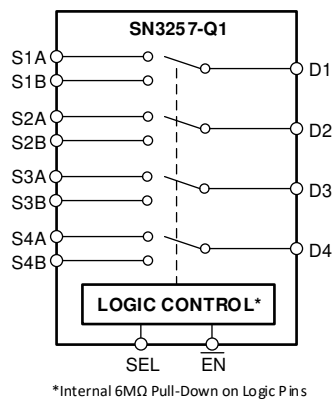 SN3257-Q1
S1A
D1
S1B
S2A
D2
S2B
S3A
D3
S3B
S4A
D4
S4B
LOGIC CONTROL*
SEL
EN
*Internal 6MΩ Pull-Down on Logic Pins